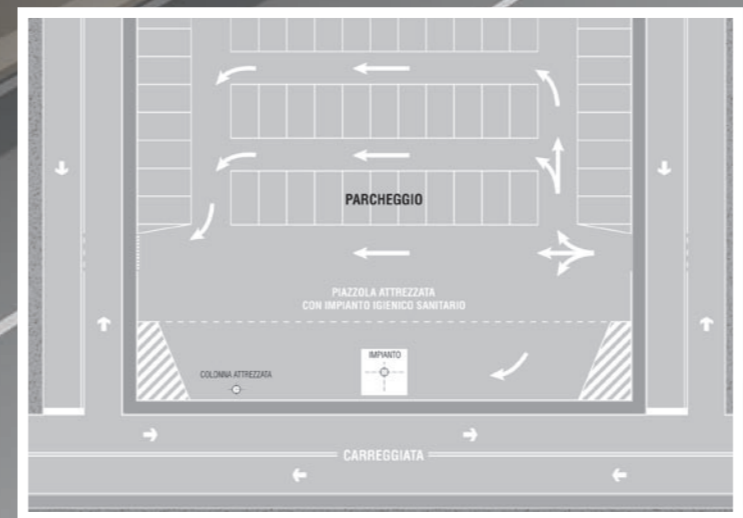 PARCHEGGIO
PIAZZOLA ATTREZZATA
CON IMPIANTO IGIENICO SANITARIO
IMPIANTO
COLONNA ATTREZZATA
CARREGGIATA